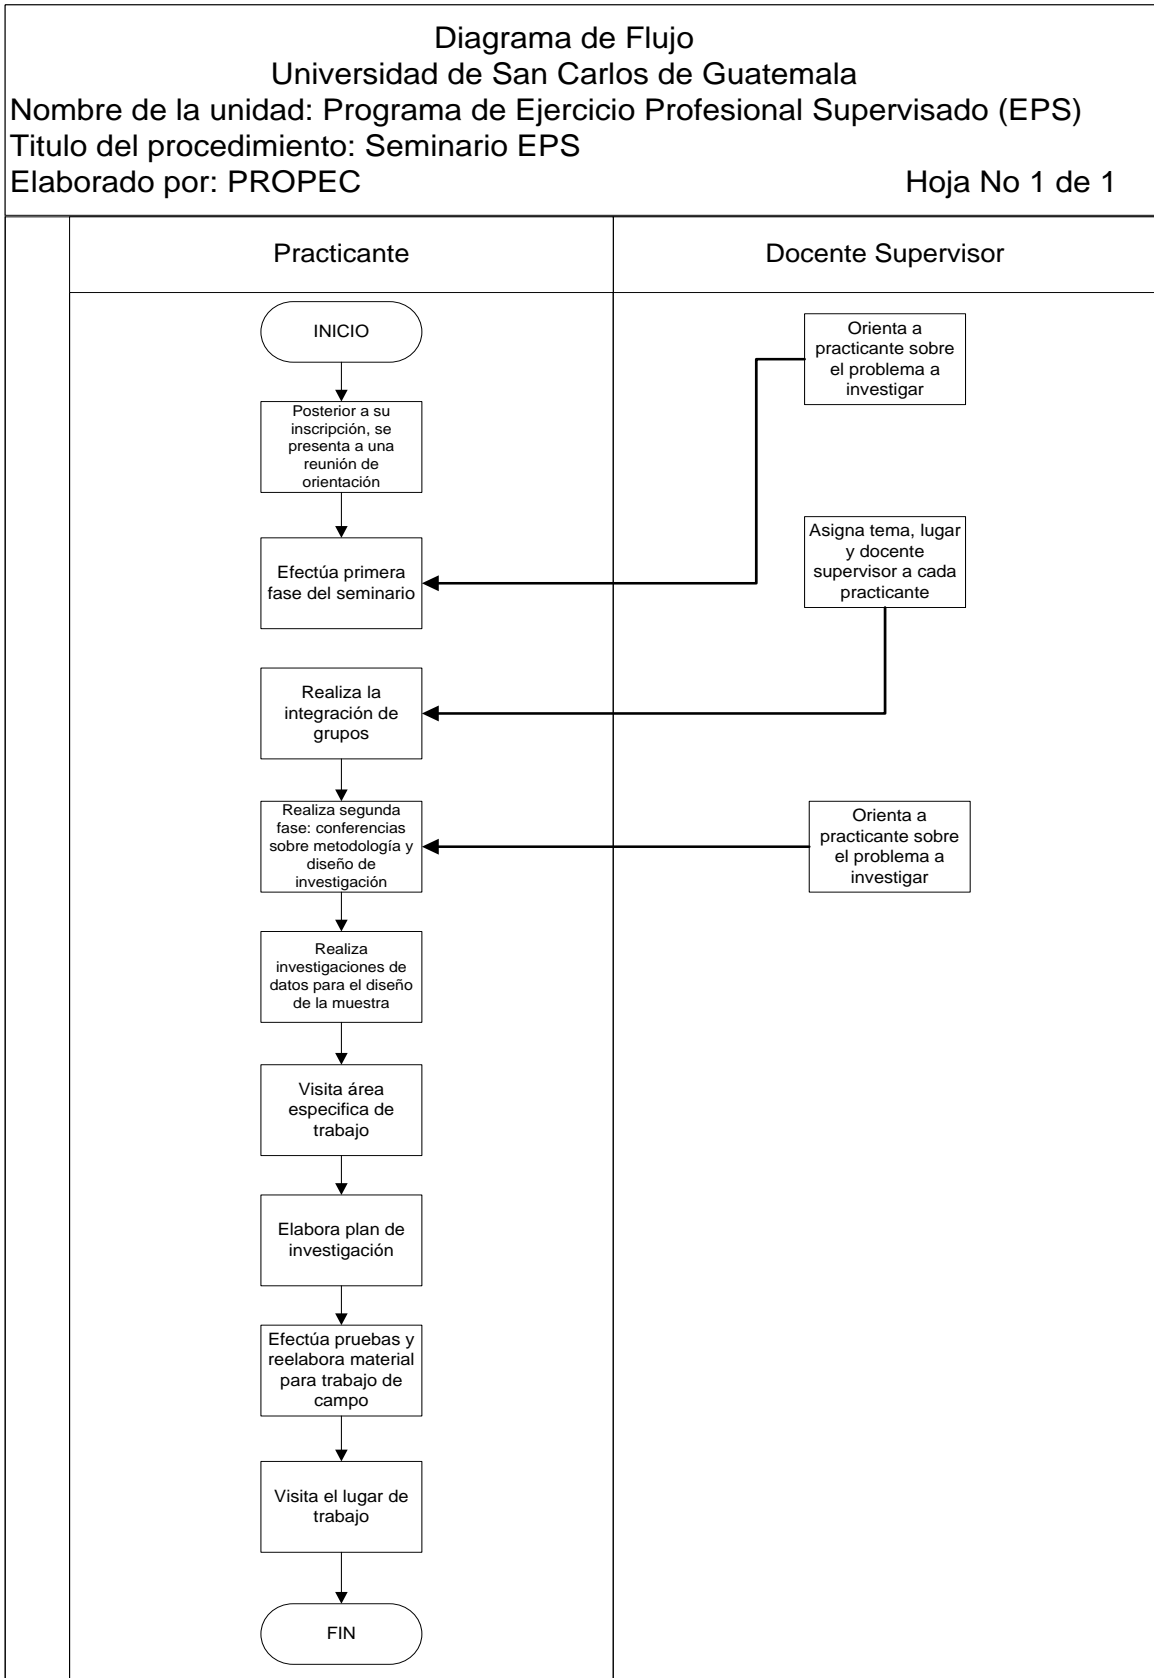 Diagrama de Flujo
Universidad de San Carlos de Guatemala
Nombre de la unidad: Programa de Ejercicio Profesional Supervisado (EPS)
Titulo del procedimiento: Seminario EPS
Elaborado por: PROPEC
Hoja No 1 de 1
Practicante
Docente Supervisor
INICIO
Orienta a
practicante sobre
el problema a
investigar
Posterior a su
inscripción, se
presenta a una
reunión de
orientación
Efectúa primera
fase del seminario
Asigna tema, lugar
y docente
supervisor a cada
practicante
Realiza la
integración de
grupos
Realiza segunda
fase: conferencias
sobre metodología y
diseño de
investigación
Orienta a
practicante sobre
el problema a
investigar
Realiza
investigaciones de
datos para el diseño
de la muestra
Visita área
especifica de
trabajo
Elabora plan de
investigación
Efectúa pruebas y
reelabora material
para trabajo de
campo
Visita el lugar de
trabajo
FIN